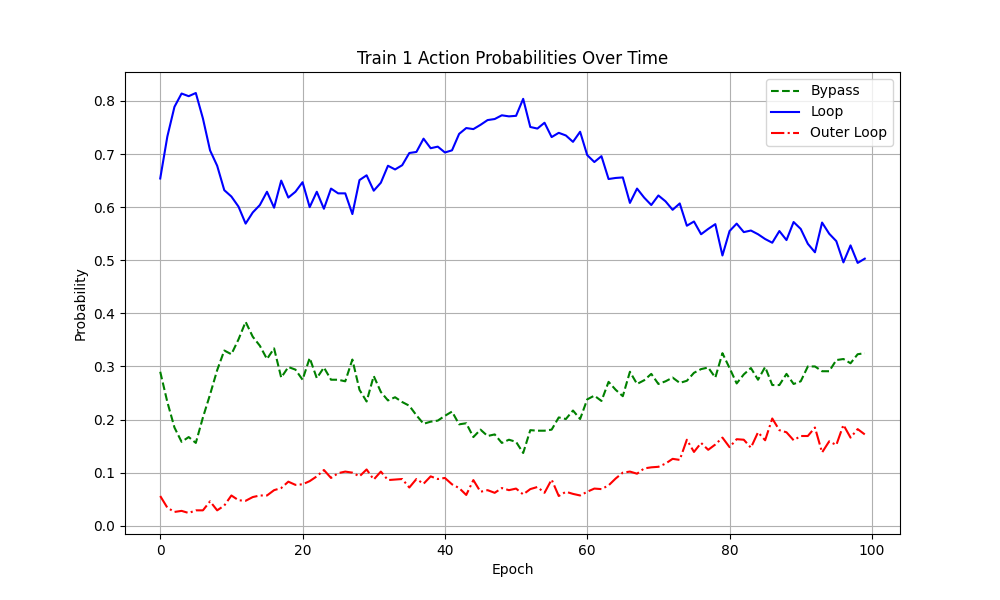 Train 1 Action Probabilities Over Time
Bypass
Loop
Outer Loop
Probability
0.8
0.7
0.6
0.5
0.4
0.3
0.2
0.1
0.0
0 20 40 60 80 100
Epoch